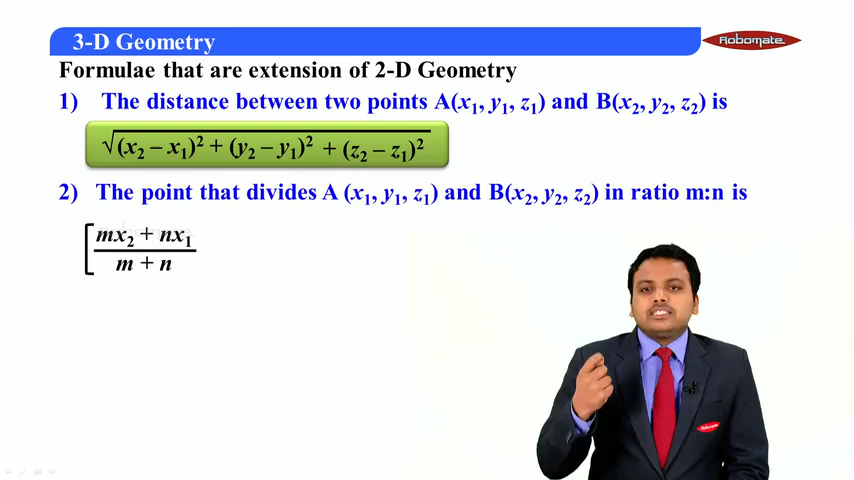 3-D Geometry
Robomate
Formulae that are extension of 2-D Geometry
1) The distance between two points A(x₁, y₁, z₁) and B(x₂, y₂, z₂) is
√(x₂ – x₁)² + (y₂ – y₁)² + (z₂ – z₁)²
2) The point that divides A (x₁, y₁, z₁) and B(x₂, y₂, z₂) in ratio m:n is
[ mx₂ + nx₁
m + n
Robomate